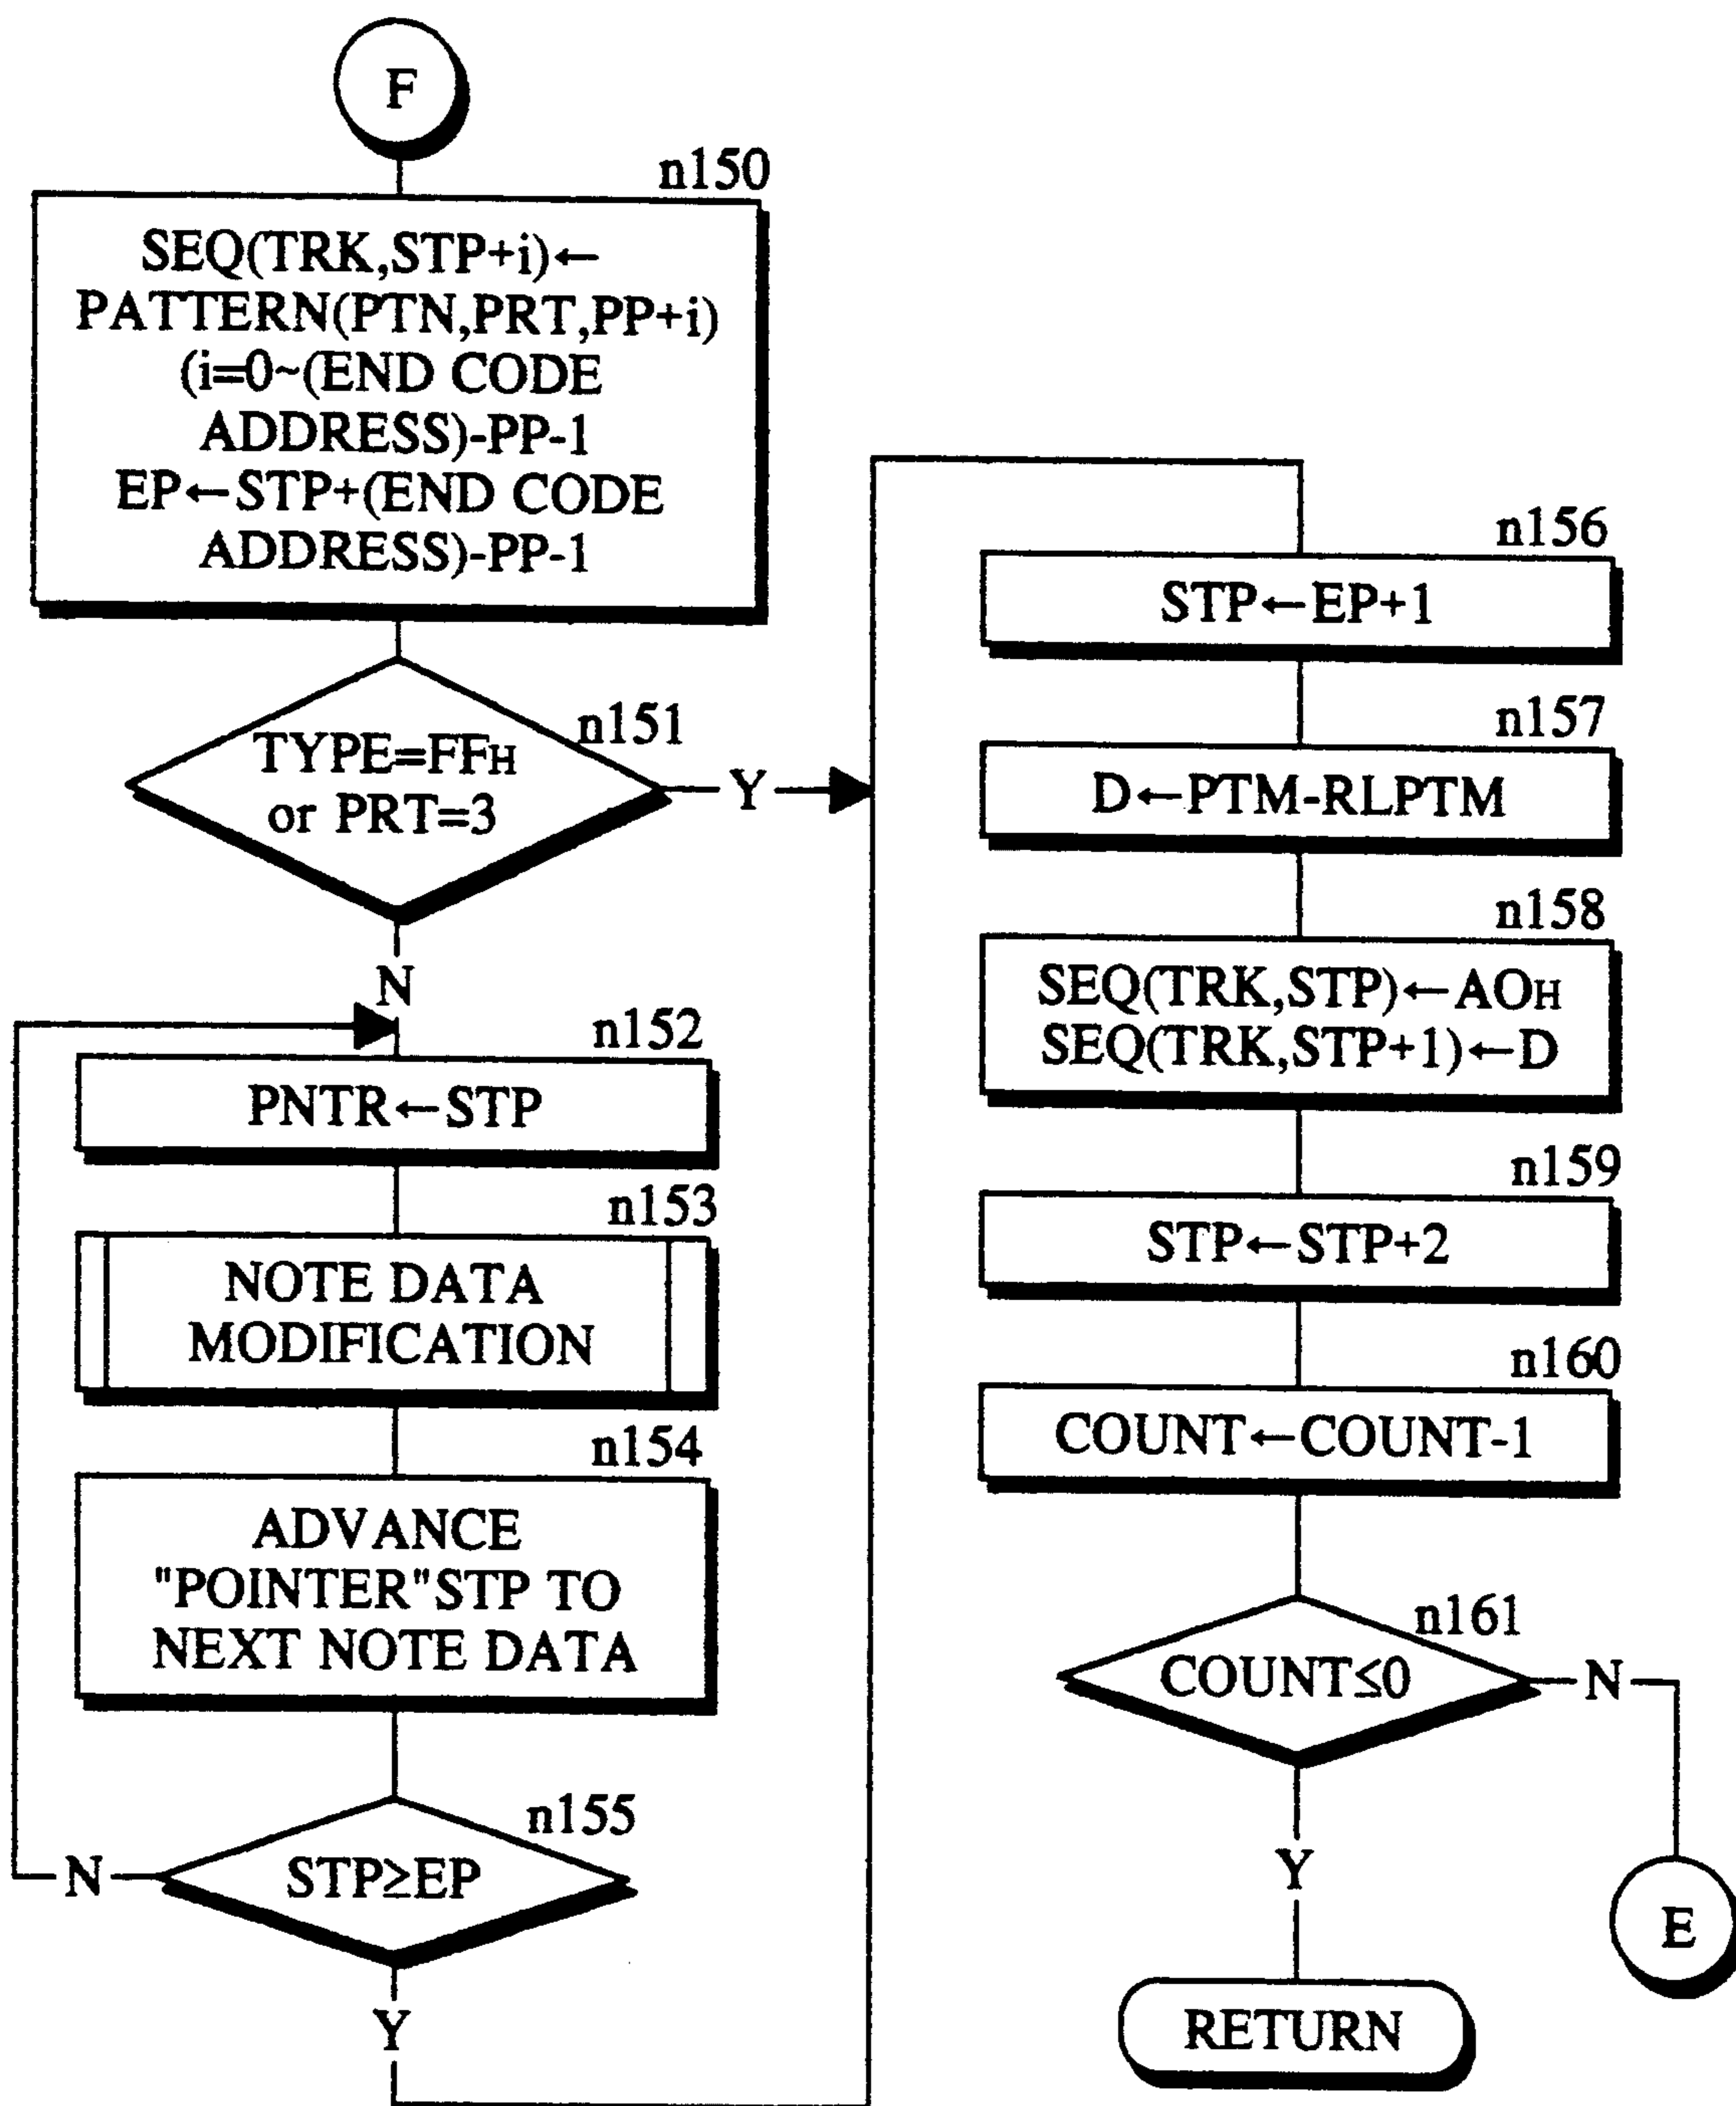 F
n150
SEQ(TRK,STP+i)←
PATTERN(PTN,PRT,PP+i)
(i=0~(END CODE
ADDRESS)-PP-1
EP←STP+(END CODE
ADDRESS)-PP-1
n151
TYPE=FFH
or PRT=3
Y
N
n152
PNTR←STP
n153
NOTE DATA
MODIFICATION
n154
ADVANCE
"POINTER"STP TO
NEXT NOTE DATA
n155
STP≥EP
N
Y
n156
STP←EP+1
n157
D←PTM-RLPTM
n158
SEQ(TRK,STP)←AOH
SEQ(TRK,STP+1)←D
n159
STP←STP+2
n160
COUNT←COUNT-1
n161
COUNT≤0
N
Y
E
RETURN